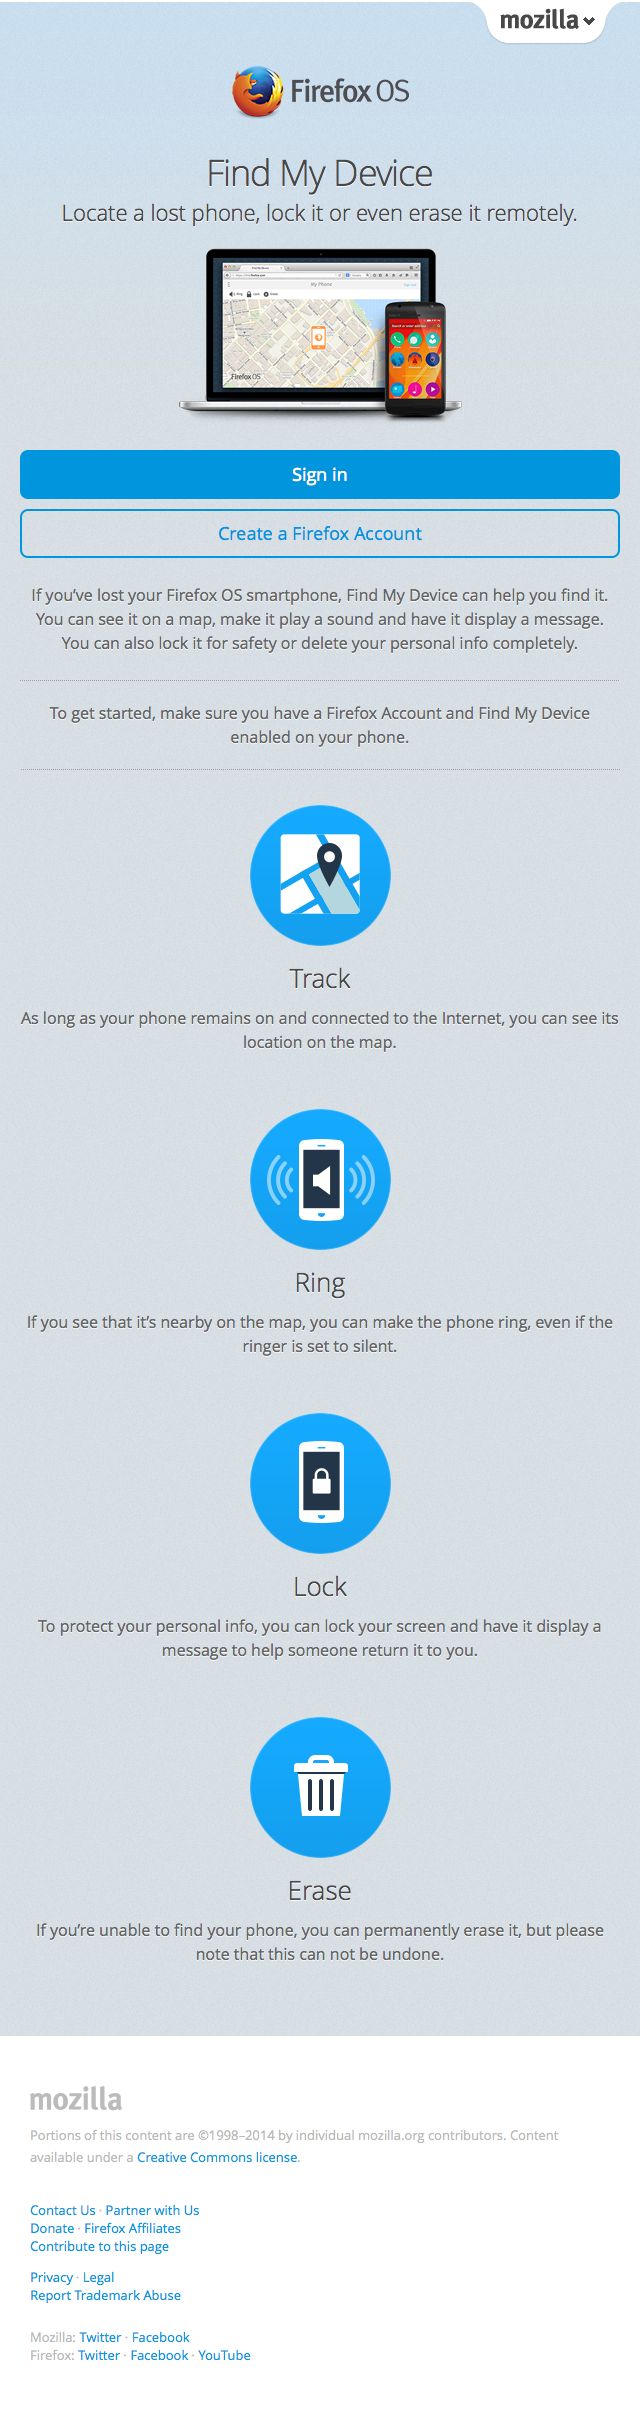 mozilla
Firefox OS
Find My Device
Locate a lost phone, lock it or even erase it remotely.
My Phone
Firefox OS
Sign in
Create a Firefox Account
If you’ve lost your Firefox OS smartphone, Find My Device can help you find it.
You can see it on a map, make it play a sound and have it display a message.
You can also lock it for safety or delete your personal info completely.
To get started, make sure you have a Firefox Account and Find My Device
enabled on your phone.
Track
As long as your phone remains on and connected to the Internet, you can see its
location on the map.
Ring
If you see that it’s nearby on the map, you can make the phone ring, even if the
ringer is set to silent.
Lock
To protect your personal info, you can lock your screen and have it display a
message to help someone return it to you.
Erase
If you’re unable to find your phone, you can permanently erase it, but please
note that this can not be undone.
mozilla
Portions of this content are ©1998–2014 by individual mozilla.org contributors. Content
available under a Creative Commons license.
Contact Us · Partner with Us
Donate · Firefox Affiliates
Contribute to this page
Privacy · Legal
Report Trademark Abuse
Mozilla: Twitter · Facebook
Firefox: Twitter · Facebook · YouTube